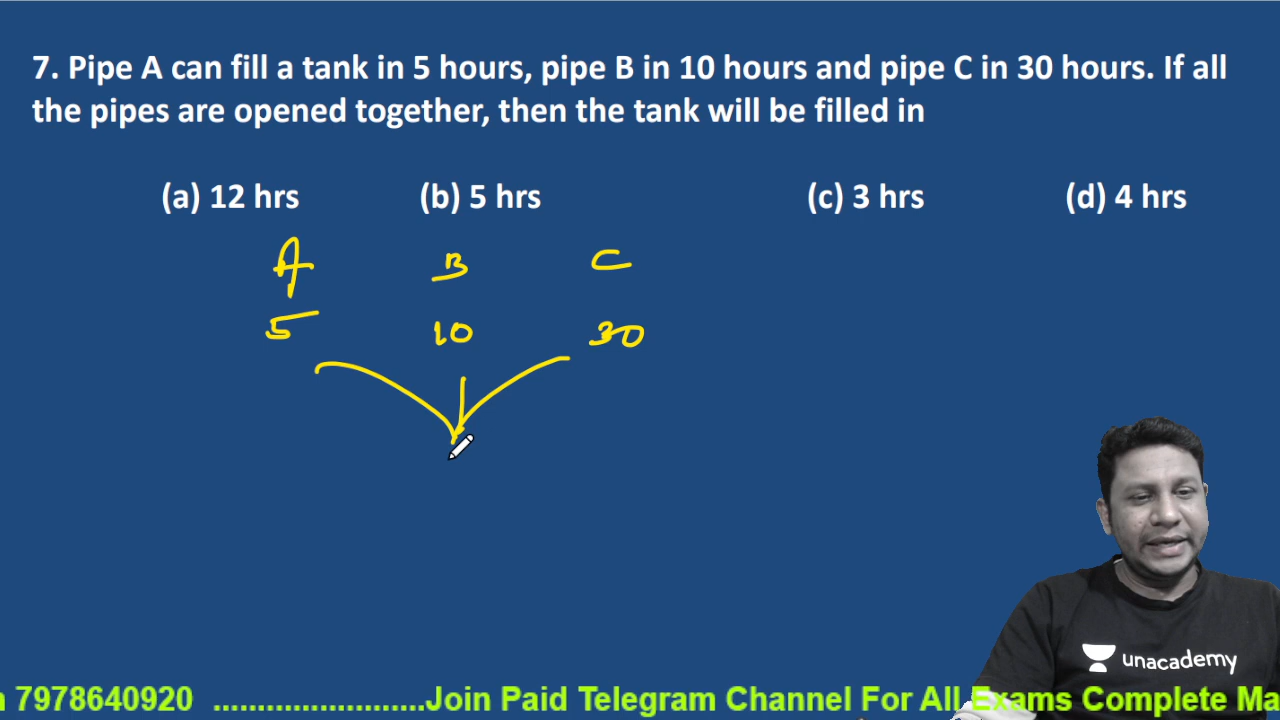 7. Pipe A can fill a tank in 5 hours, pipe B in 10 hours and pipe C in 30 hours. If all
the pipes are opened together, then the tank will be filled in
(a) 12 hrs (b) 5 hrs (c) 3 hrs (d) 4 hrs
A B C
5 10 30
unacademy
7978640920 .......................Join Paid Telegram Channel For All Exams Complete Ma